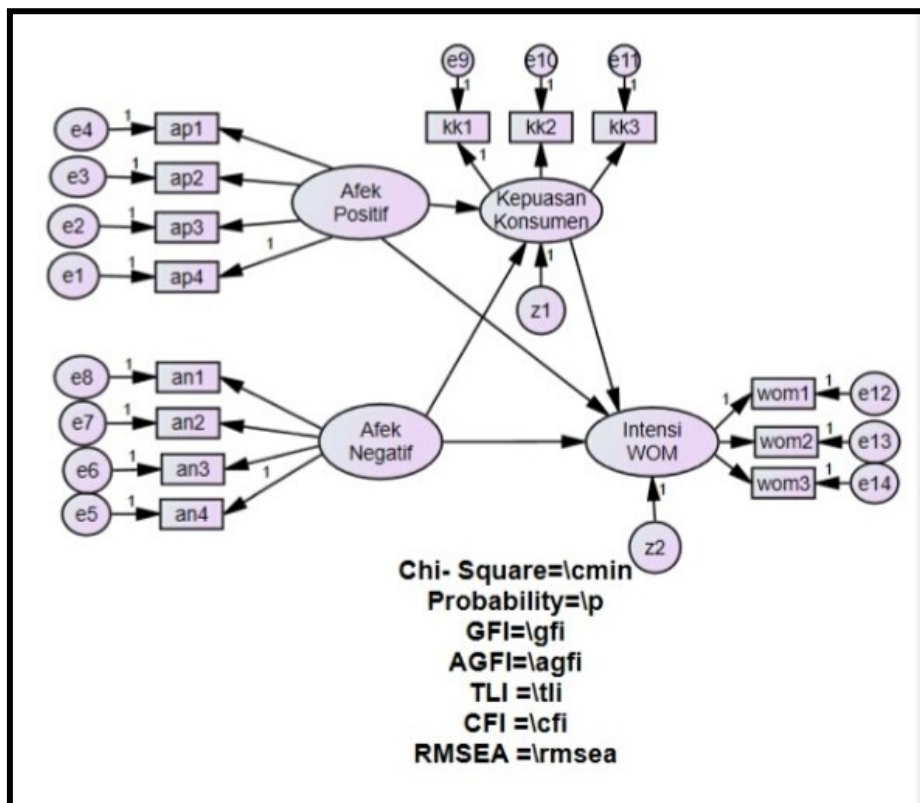 e9
e10
e11
1
1
1
kk1
kk2
kk3
1
e4
1
ap1
e3
1
ap2
e2
1
ap3
e1
1
ap4
1
Afek
Positif
Kepuasan
Konsumen
1
z1
e8
1
an1
e7
1
an2
e6
1
an3
e5
1
an4
1
Afek
Negatif
Intensi
WOM
1
wom1
1
e12
wom2
1
e13
wom3
1
e14
1
z2
Chi- Square=\cmin
Probability=\p
GFI=\gfi
AGFI=\agfi
TLI =\tli
CFI =\cfi
RMSEA =\rmsea